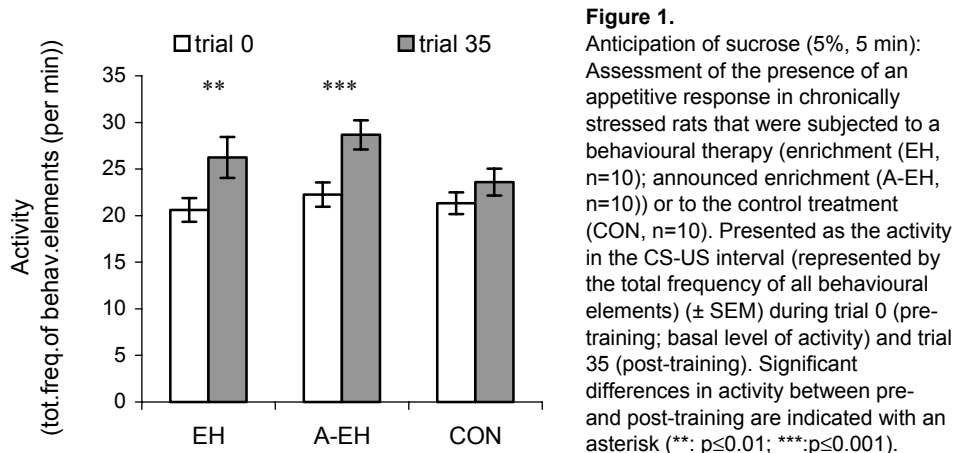 trial 0 trial 35
Activity
(tot.freq.of behav.elements (per min))
35
30
25
20
15
10
5
0
** ***
EH A-EH CON
Figure 1.
Anticipation of sucrose (5%, 5 min):
Assessment of the presence of an
appetitive response in chronically
stressed rats that were subjected to a
behavioural therapy (enrichment (EH,
n=10); announced enrichment (A-EH,
n=10)) or to the control treatment
(CON, n=10). Presented as the activity
in the CS-US interval (represented by
the total frequency of all behavioural
elements) (± SEM) during trial 0 (pre-
training; basal level of activity) and trial
35 (post-training). Significant
differences in activity between pre-
and post-training are indicated with an
asterisk (**: p≤0.01; ***:p≤0.001).